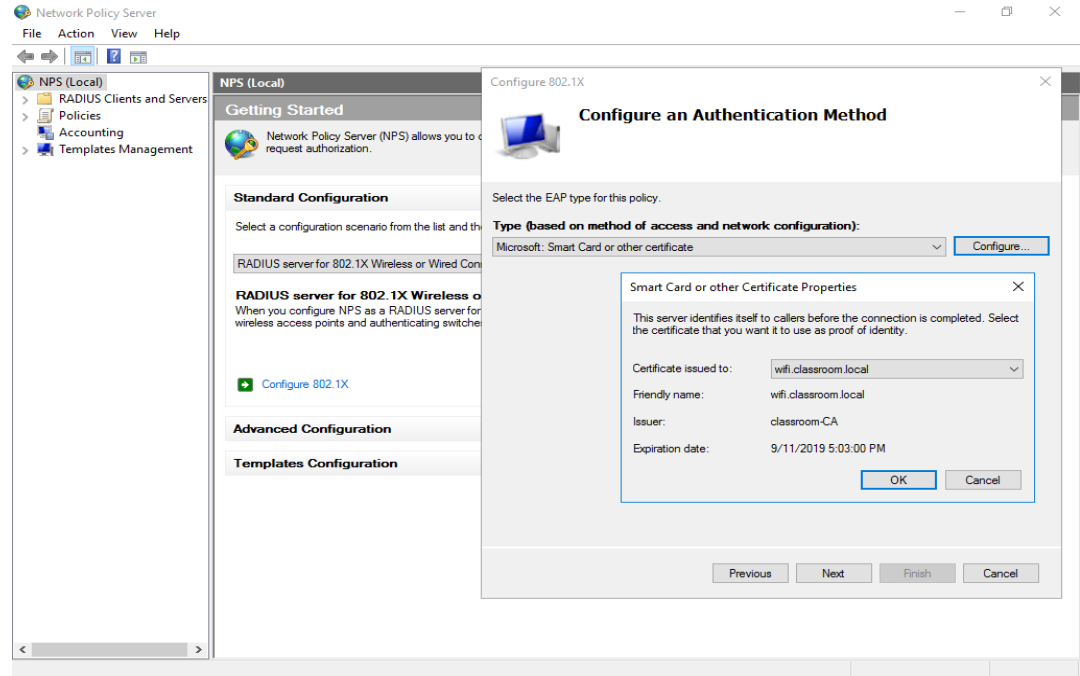 Network Policy Server
File Action View Help
NPS (Local)
RADIUS Clients and Servers
Policies
Accounting
Templates Management
NPS (Local)
Getting Started
Network Policy Server (NPS) allows you to
request authorization.
Standard Configuration
Select a configuration scenario from the list and
RADIUS server for 802.1X Wireless or Wired
RADIUS server for 802.1X Wireless
When you configure NPS as a RADIUS server for
wireless access points and authenticating
Configure 802.1X
Advanced Configuration
Templates Configuration
Configure 802.1X
Configure an Authentication Method
Select the EAP type for this policy.
Type (based on method of access and network configuration):
Microsoft: Smart Card or other certificate
Configure...
Smart Card or other Certificate Properties
This server identifies itself to callers before the connection is completed. Select
the certificate that you want it to use as proof of identity.
Certificate issued to: wifi.classroom.local
Friendly name: wifi.classroom.local
Issuer: classroom-CA
Expiration date: 9/11/2019 5:03:00 PM
OK Cancel
Previous Next Finish Cancel